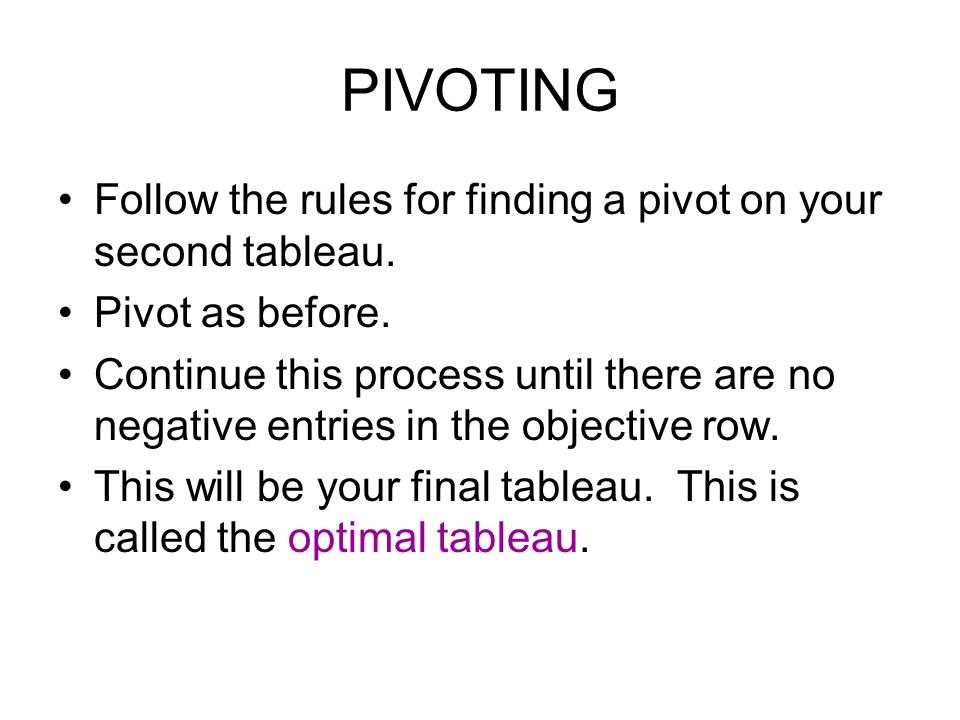 PIVOTING
• Follow the rules for finding a pivot on your
second tableau.
• Pivot as before.
• Continue this process until there are no
negative entries in the objective row.
• This will be your final tableau.  This is
called the optimal tableau.